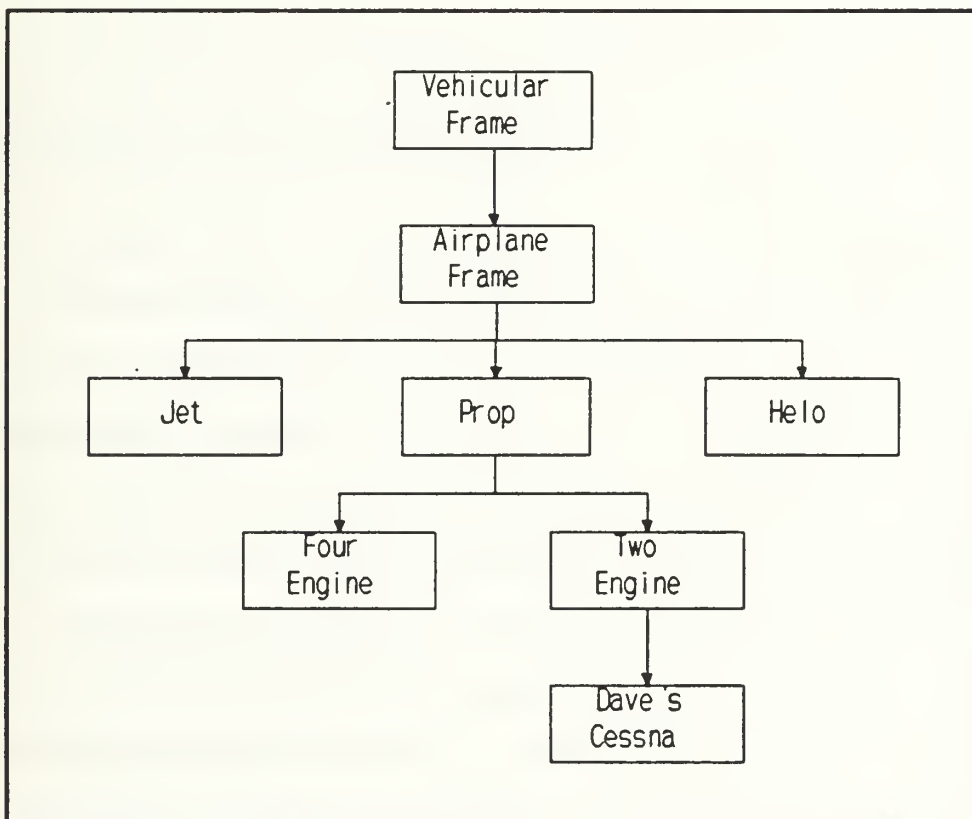 Vehicular
Frame
Airplane
Frame
Jet
Prop
Helo
Four
Engine
Two
Engine
Dave's
Cessna